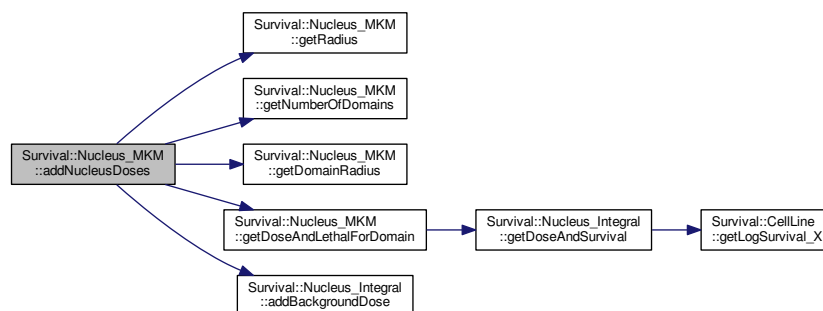 Survival::Nucleus_MKM
::getRadius
Survival::Nucleus_MKM
::getNumberOfDomains
Survival::Nucleus_MKM
::addNucleusDoses
Survival::Nucleus_MKM
::getDomainRadius
Survival::Nucleus_MKM
::getDoseAndLethalForDomain
Survival::Nucleus_Integral
::getDoseAndSurvival
Survival::CellLine
::getLogSurvival_X
Survival::Nucleus_Integral
::addBackgroundDose